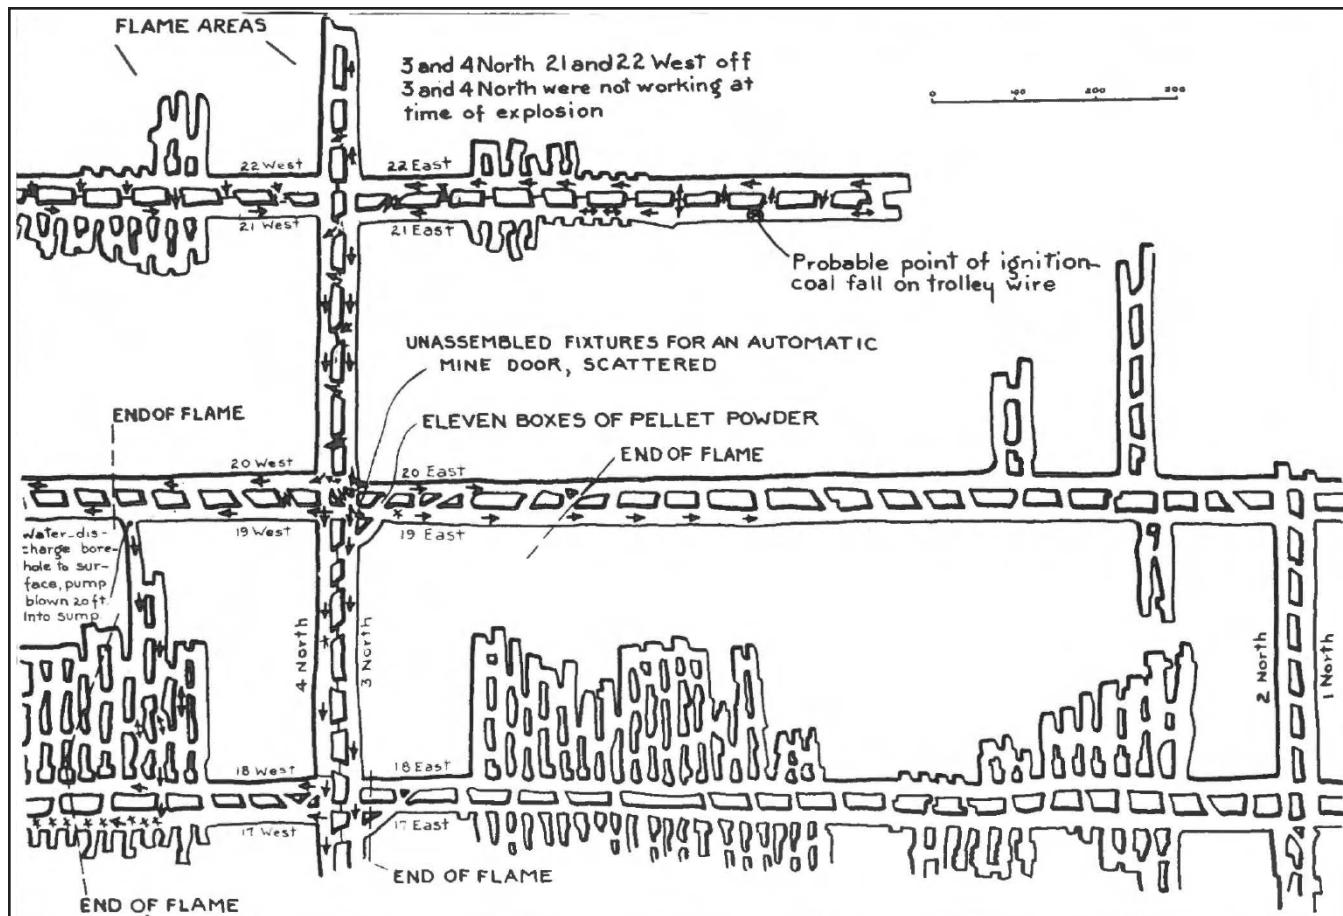 FLAME AREAS
3 and 4 North 21 and 22 West off
3 and 4 North were not working at
time of explosion
0 40 200 300
22 West
22 East
21 West
21 East
Probable point of ignition
coal fall on trolley wire
UNASSEMBLED FIXTURES FOR AN AUTOMATIC
MINE DOOR, SCATTERED
END OF FLAME
ELEVEN BOXES OF PELLET POWDER
END OF FLAME
20 West
20 East
19 West
19 East
Water-dis-
charge bore-
hole to sur-
face, pump
blown 20 ft.
Into sump
4 North
3 North
2 North
1 North
18 West
18 East
17 West
17 East
END OF FLAME
END OF FLAME